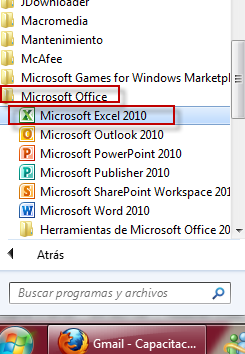 JDownloader
Macromedia
Mantenimiento
McAfee
Microsoft Games for Windows Marketpl
Microsoft Office
Microsoft Excel 2010
Microsoft Outlook 2010
Microsoft PowerPoint 2010
Microsoft Publisher 2010
Microsoft SharePoint Workspace 201
Microsoft Word 2010
Herramientas de Microsoft Office 20
Atrás
Buscar programas y archivos
Gmail - Capacitac...